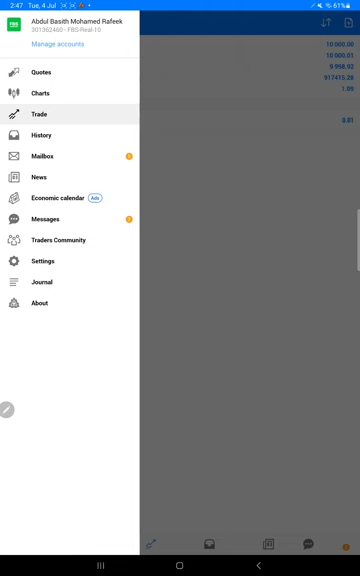 2:47 Tue, 4 Jul
61%
FBS
Abdul Basith Mohamed Rafeek
301362460 - FBS-Real-10
Manage accounts
10 000.00
10 000.01
9 998.92
917415.28
1.09
8.81
Quotes
Charts
Trade
History
Mailbox
News
Economic calendar Ads
Messages
Traders Community
Settings
Journal
About